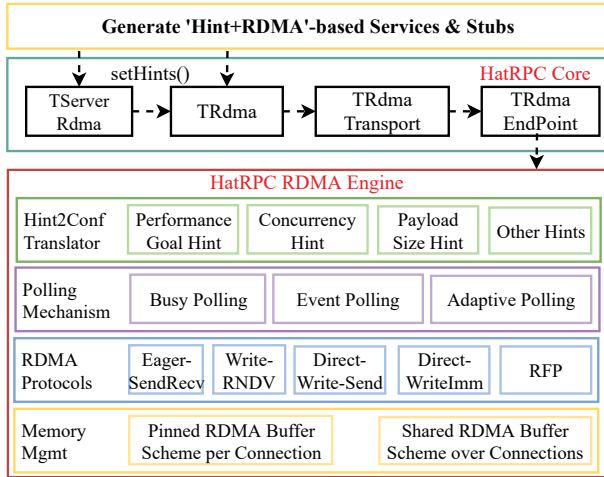 Generate 'Hint+RDMA'-based Services & Stubs
setHints()
HatRPC Core
TServer
Rdma
TRdma
TRdma
Transport
TRdma
EndPoint
HatRPC RDMA Engine
Hint2Conf
Translator
Performance
Goal Hint
Concurrency
Hint
Payload
Size Hint
Other Hints
Polling
Mechanism
Busy Polling
Event Polling
Adaptive Polling
RDMA
Protocols
Eager-
SendRecv
Write-
RNDV
Direct-
Write-Send
Direct-
WriteImm
RFP
Memory
Mgmt
Pinned RDMA Buffer
Scheme per Connection
Shared RDMA Buffer
Scheme over Connections